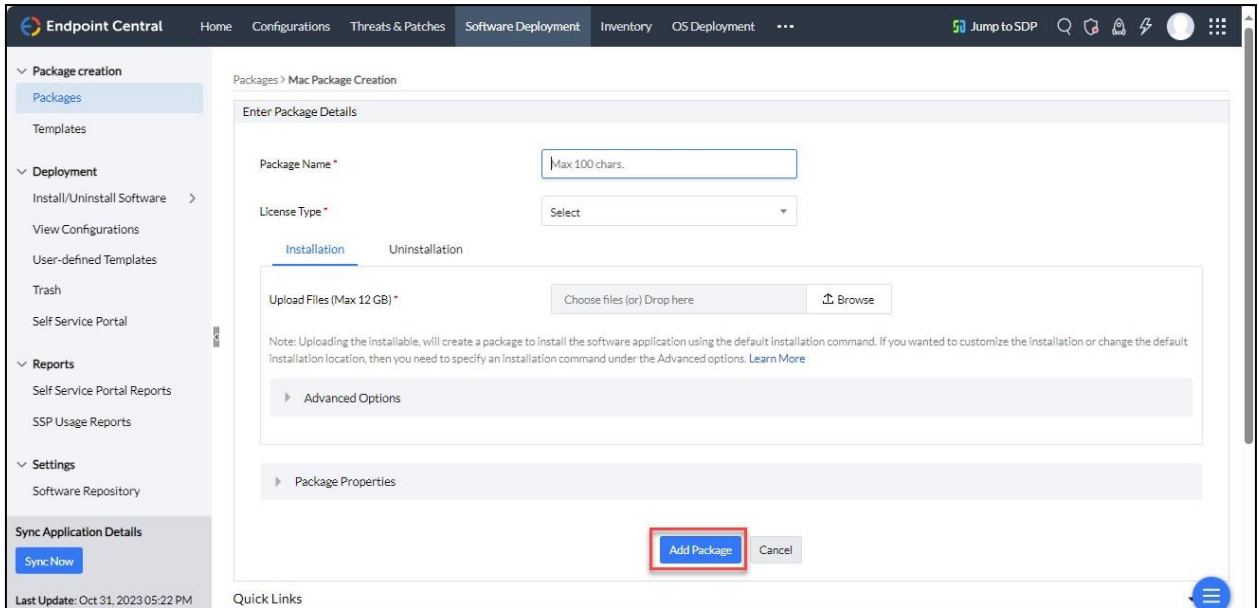 Endpoint Central
Home Configurations Threats & Patches Software Deployment Inventory OS Deployment ••• Jump to SDP
Package creation
Packages
Templates
Deployment
Install/Uninstall Software
View Configurations
User-defined Templates
Trash
Self Service Portal
Reports
Self Service Portal Reports
SSP Usage Reports
Settings
Software Repository
Sync Application Details
Sync Now
Last Update: Oct 31, 2023 05:22 PM
Packages > Mac Package Creation
Enter Package Details
Package Name *
Max 100 chars.
License Type *
Select
Installation Uninstallation
Upload Files (Max 12 GB) *
Choose files (or) Drop here
Browse
Note: Uploading the installable, will create a package to install the software application using the default installation command. If you wanted to customize the installation or change the default
installation location, then you need to specify an installation command under the Advanced options. Learn More
Advanced Options
Package Properties
Add Package Cancel
Quick Links